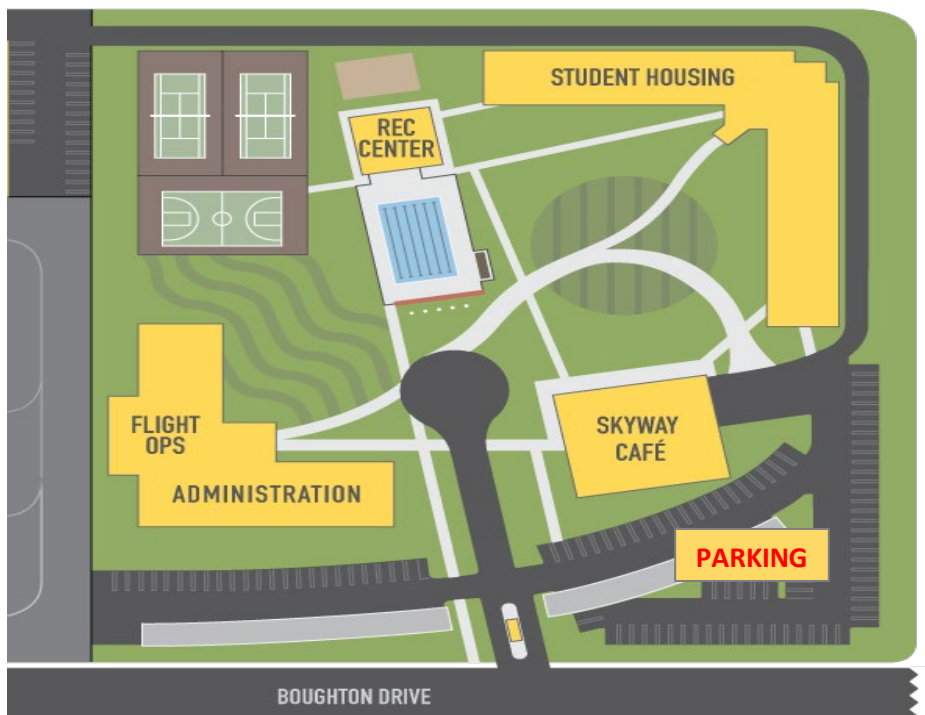 STUDENT HOUSING
REC
CENTER
FLIGHT
OPS
SKYWAY
CAFÉ
ADMINISTRATION
PARKING
BOUGHTON DRIVE